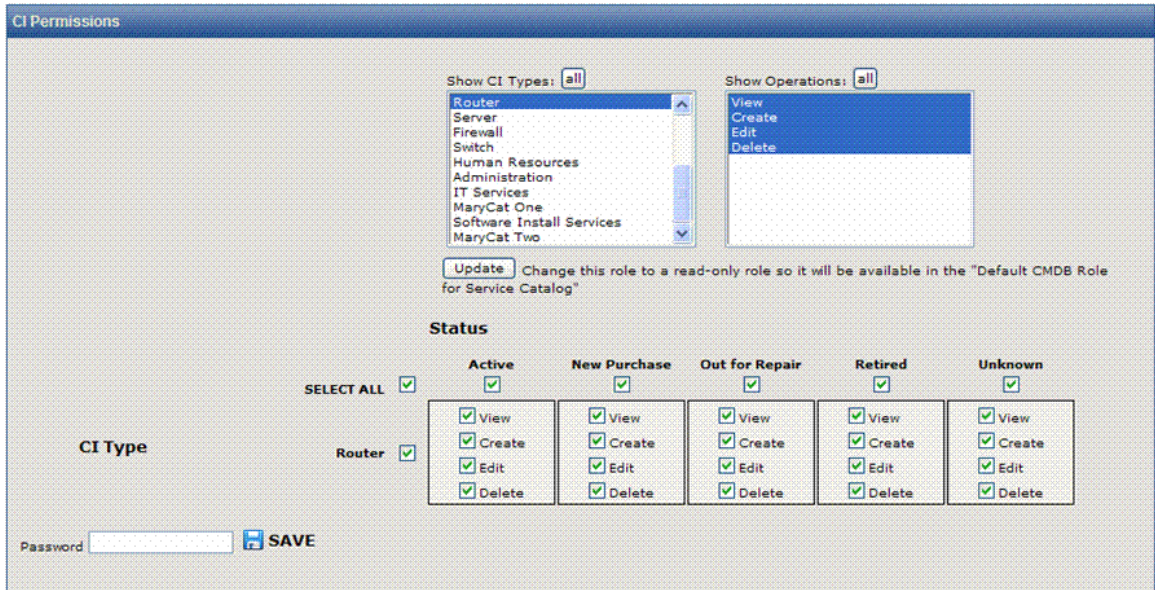 CI Permissions
Show CI Types: all
Show Operations: all
Router
Server
Firewall
Switch
Human Resources
Administration
IT Services
MaryCat One
Software Install Services
MaryCat Two
View
Create
Edit
Delete
Update Change this role to a read-only role so it will be available in the "Default CMDB Role
for Service Catalog"
Status
Active New Purchase Out for Repair Retired Unknown
SELECT ALL
CI Type
Router
View View View View View
Create Create Create Create Create
Edit Edit Edit Edit Edit
Delete Delete Delete Delete Delete
Password SAVE